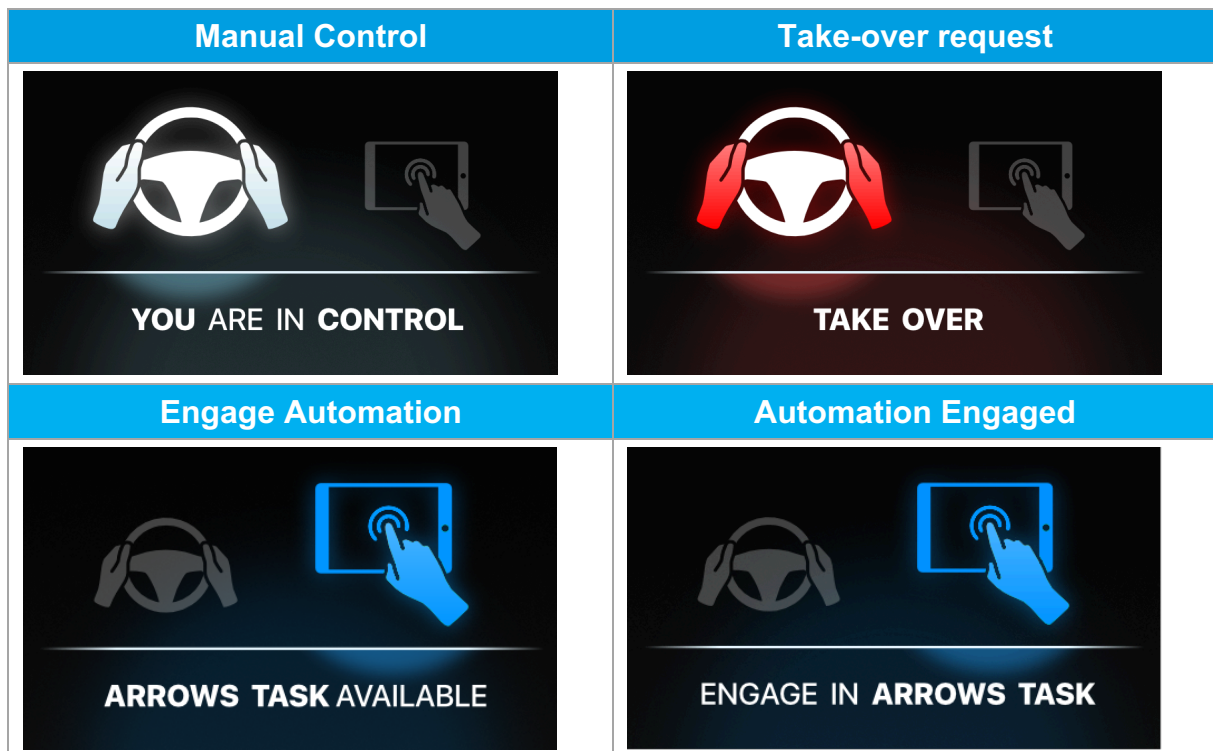 Manual Control
Take-over request
YOU ARE IN CONTROL
TAKE OVER
Engage Automation
Automation Engaged
ARROWS TASK AVAILABLE
ENGAGE IN ARROWS TASK